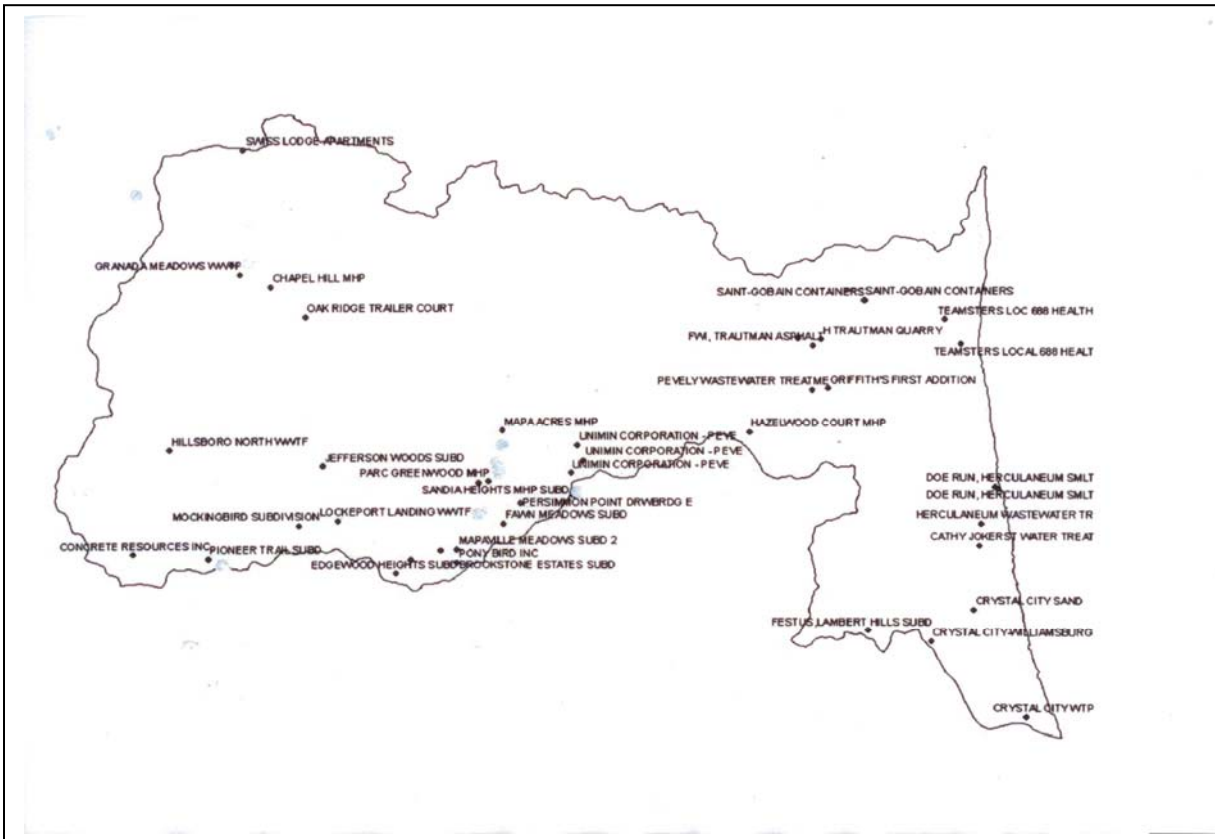 SWISS LODGE APARTMENTS
GRANADA MEADOWS WWTP
CHAPEL HILL MHP
SAINT-GOBAIN CONTAINERS
SAINT-GOBAIN CONTAINERS
OAK RIDGE TRAILER COURT
TEAMSTERS LOC 688 HEALTH
FWI, TRAUTMAN ASPHALT
H TRAUTMAN QUARRY
TEAMSTERS LOCAL 688 HEALT
PEVELY WASTEWATER TREATME
GRIFFITH'S FIRST ADDITION
MAPA ACRES MHP
HAZELWOOD COURT MHP
UNIMIN CORPORATION - PEVE
HILLSBORO NORTH WWTF
UNIMIN CORPORATION - PEVE
JEFFERSON WOODS SUBD
UNIMIN CORPORATION - PEVE
PARC GREENWOOD MHP
DOE RUN, HERCULANEUM SMLT
SANDIA HEIGHTS MHP SUBD
DOE RUN, HERCULANEUM SMLT
PERSIMMON POINT DRWBRDG E
MOCKINGBIRD SUBDIVISION
LOCKEPORT LANDING WWTF
FAWN MEADOWS SUBD
HERCULANEUM WASTEWATER TR
CATHY JOKERST WATER TREAT
MAPAVILLE MEADOWS SUBD 2
CONCRETE RESOURCES INC
PIONEER TRAIL SUBD
PONY BIRD INC
EDGEWOOD HEIGHTS SUBD
BROOKSTONE ESTATES SUBD
CRYSTAL CITY SAND
FESTUS, LAMBERT HILLS SUBD
CRYSTAL CITY-WILLIAMSBURG
CRYSTAL CITY WTP